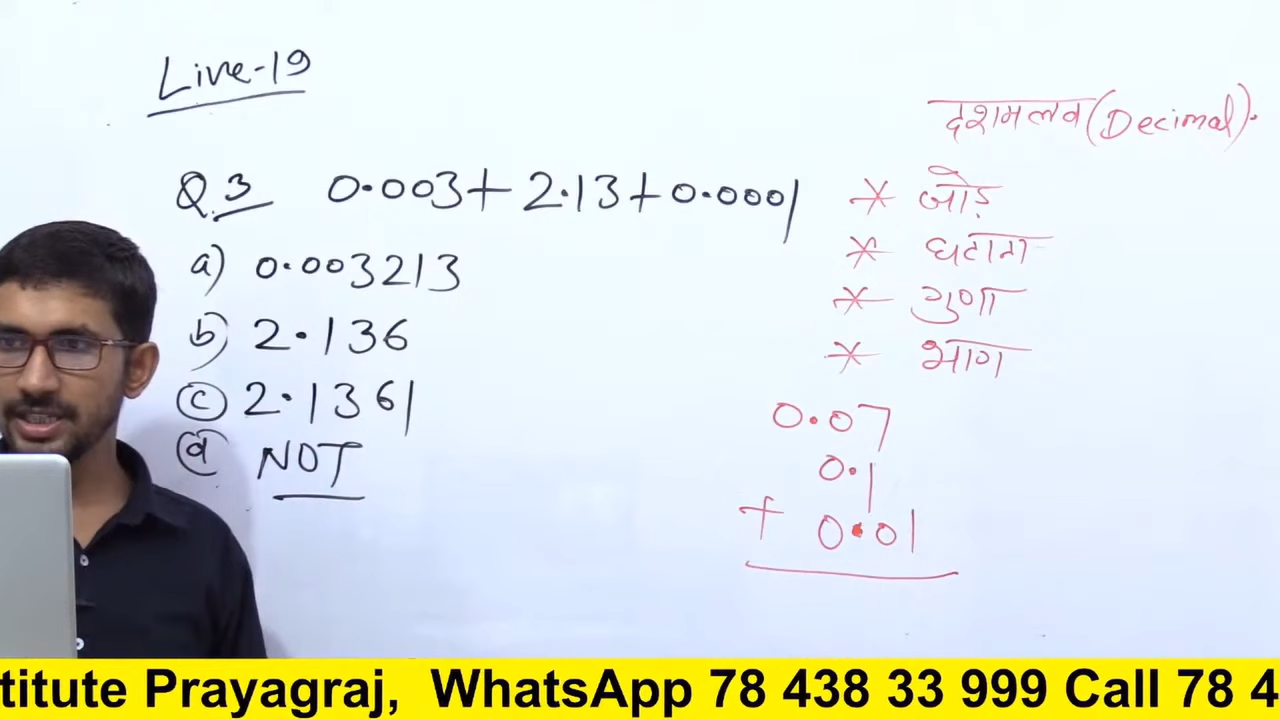 Live-19
Q.3 0.003+2.13+0.0001
a) 0.003213
b) 2.136
c) 2.1361
d) NOT
दशमलव (Decimal).
* जोड़
* घटाना
* गुणा
* भाग
0.07
0.1
+ 0.01
titute Prayagraj, WhatsApp 78 438 33 999 Call 78 4